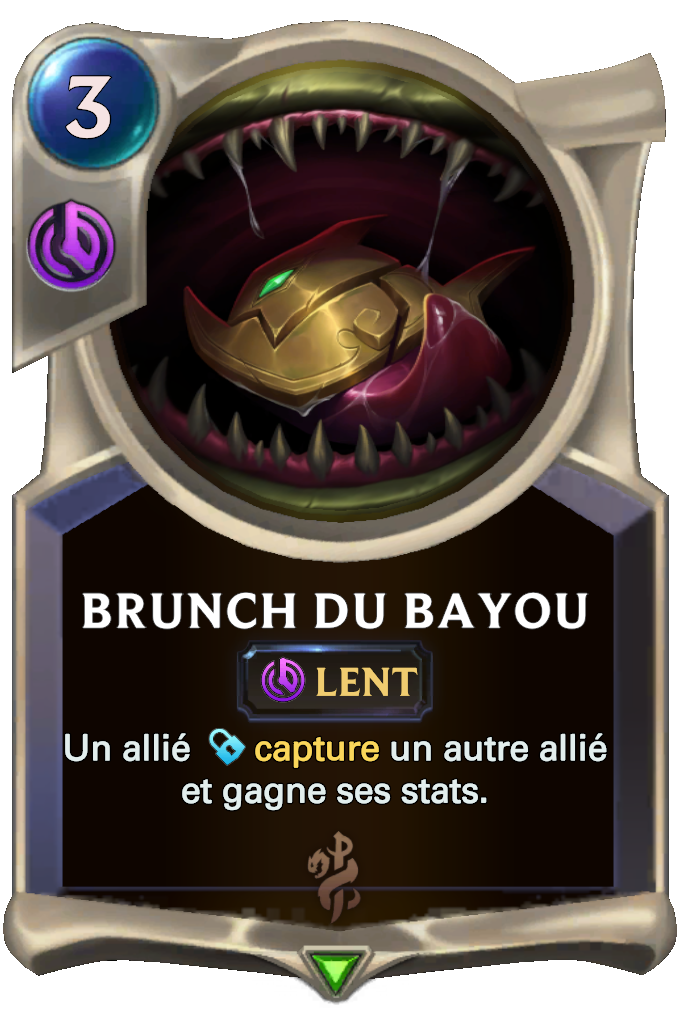 3
BRUNCH DU BAYOU
LENT
Un allié capture un autre allié
et gagne ses stats.